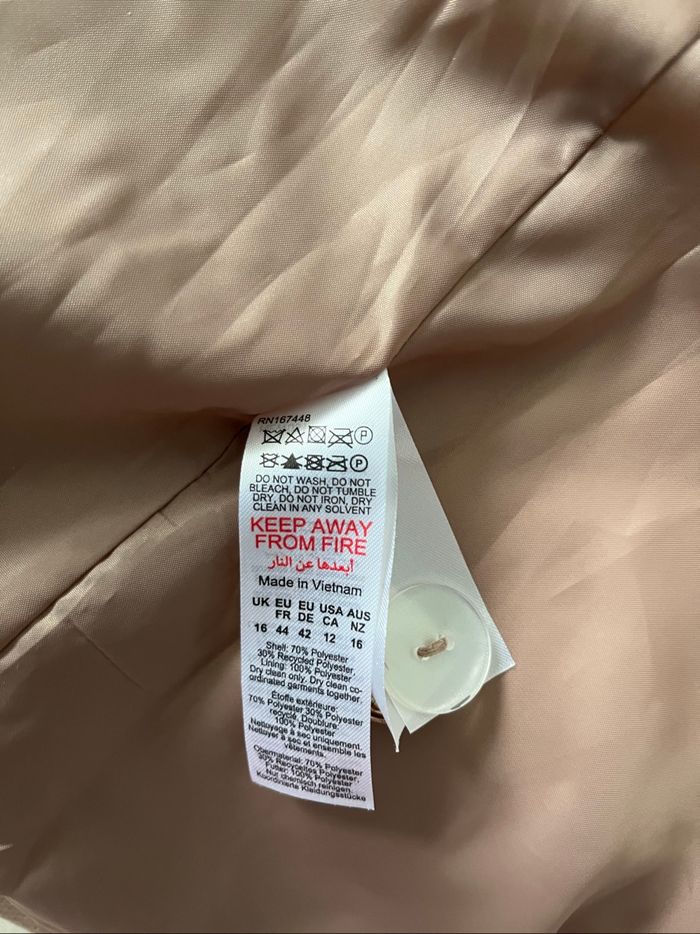 RN167448
P
P
DO NOT WASH, DO NOT
BLEACH, DO NOT TUMBLE
DRY, DO NOT IRON, DRY
CLEAN IN ANY SOLVENT
KEEP AWAY
FROM FIRE
أبعدها عن النار
Made in Vietnam
UK EU EU USA AUS
FR DE CA NZ
16 44 42 12 16
Shell: 70% Polyester
30% Recycled Polyester,
Lining: 100% Polyester
Dry clean only. Dry clean co-
ordinated garments together.
Étoffe extérieure:
70% Polyester 30% Polyester
recyclé. Doublure:
100% Polyester
Nettoyage à sec uniquement.
Nettoyer à sec et ensemble les
vêtements.
Obermaterial: 70% Polyester
30% Recyceltes Polyester.
Futter: 100% Polyester
Nur chemisch reinigen.
Koordinierte Kleidungsstücke